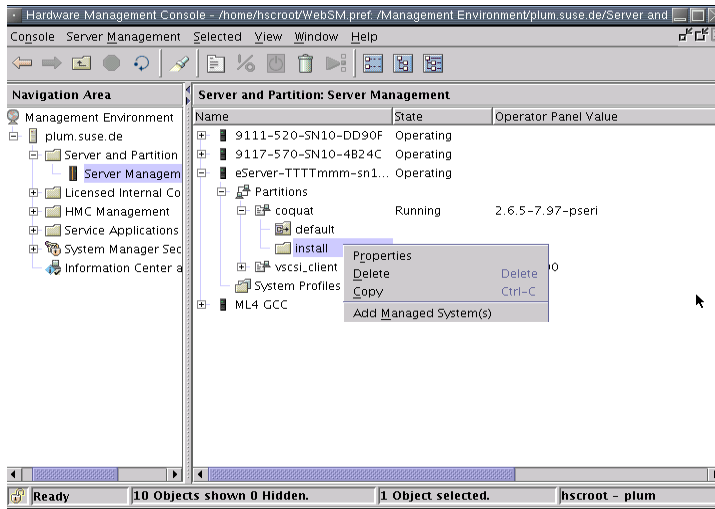 Hardware Management Console - /home/hscroot/WebSM.pref: /Management Environment/plum.suse.de/Server and
Console Server Management Selected View Window Help
Navigation Area
Server and Partition: Server Management
Name State Operator Panel Value
Management Environment
plum.suse.de
Server and Partition
Server Managem
Licensed Internal Co
HMC Management
Service Applications
System Manager Sec
Information Center a
9111-520-SN10-DD90F Operating
9117-570-SN10-4B24C Operating
eServer-TTTTmmm-sn1... Operating
Partitions
coquat Running 2.6.5-7.97-pseri
default
install
vscsi_client 00
System Profiles
ML4 GCC
Properties
Delete Delete
Copy Ctrl-C
Add Managed System(s)
Ready 10 Objects shown 0 Hidden. 1 Object selected. hscroot - plum